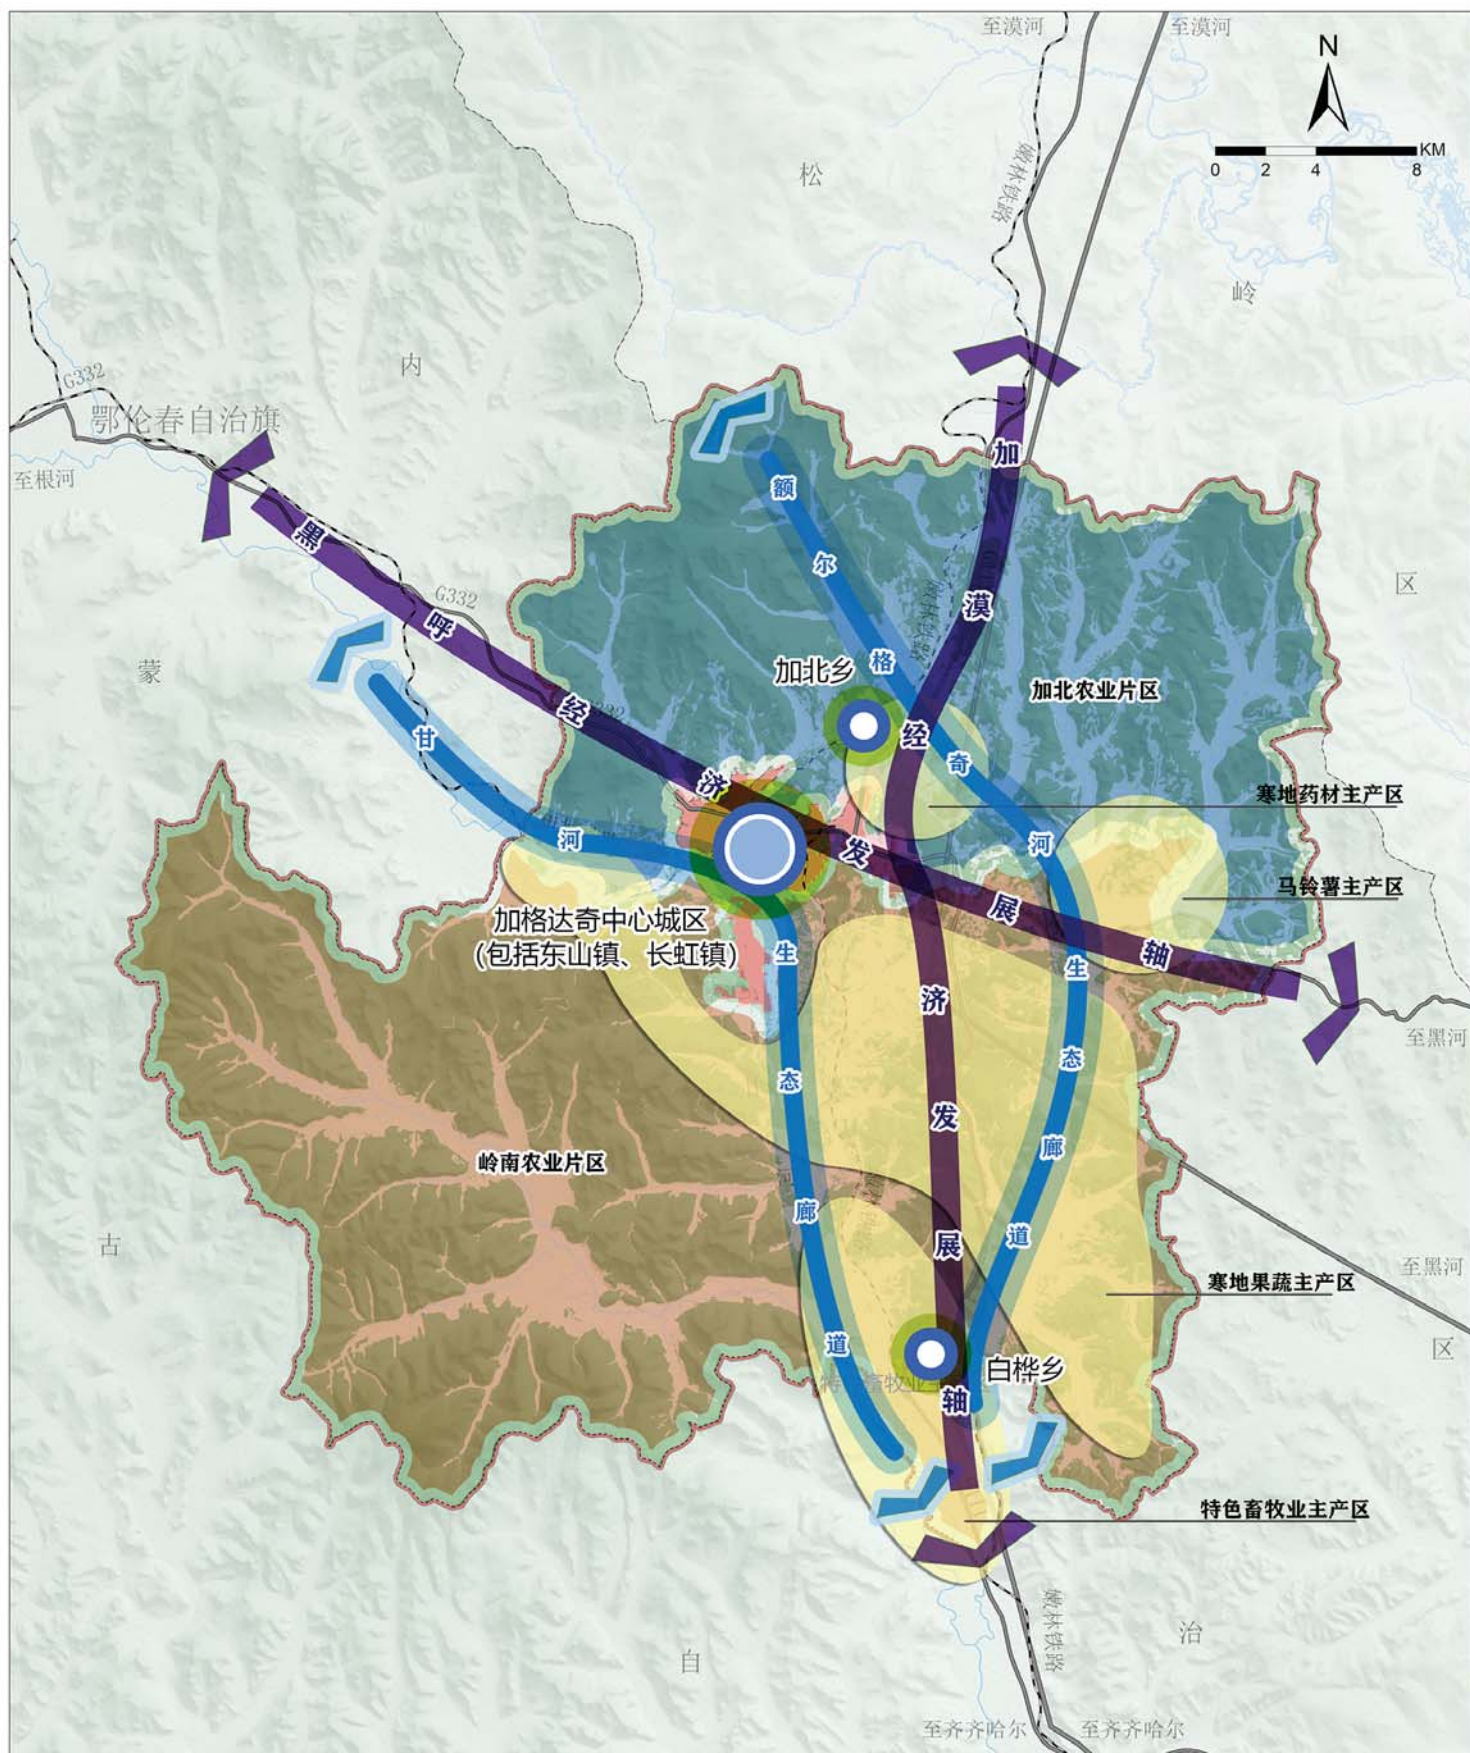 至漠河
至漠河
N
KM
0 2 4 8
嫩林铁路
松
岭
内
G332
鄂伦春自治旗
至根河
区
加漠经济发展轴
黑呼经济发展轴
额尔格奇河生态廊道
甘河生态廊道
G332
嫩林铁路
蒙
加北乡
加北农业片区
寒地药材主产区
马铃薯主产区
加格达奇中心城区
(包括东山镇、长虹镇)
至黑河
岭南农业片区
古
至黑河
寒地果蔬主产区
区
白桦乡
特色畜牧业主产区
嫩林铁路
治
自
至齐齐哈尔
至齐齐哈尔